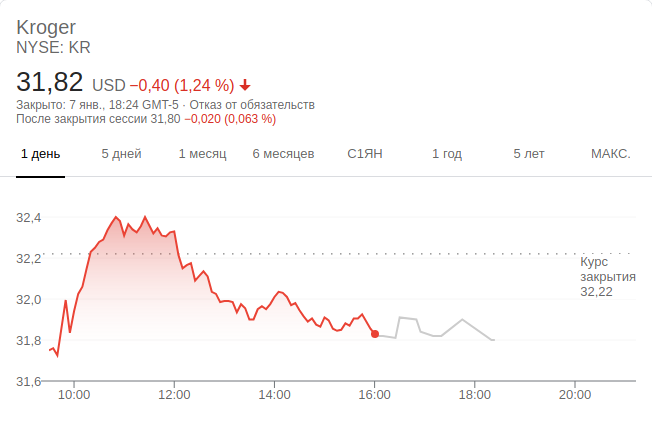 Kroger
NYSE: KR
31,82 USD −0,40 (1,24 %)
Закрыто: 7 янв., 18:24 GMT-5 · Отказ от обязательств
После закрытия сессии 31,80 −0,020 (0,063 %)
1 день 5 дней 1 месяц 6 месяцев С1ЯН 1 год 5 лет МАКС.
32,4
32,2
Курс
закрытия
32,22
32,0
31,8
31,6
10:00 12:00 14:00 16:00 18:00 20:00